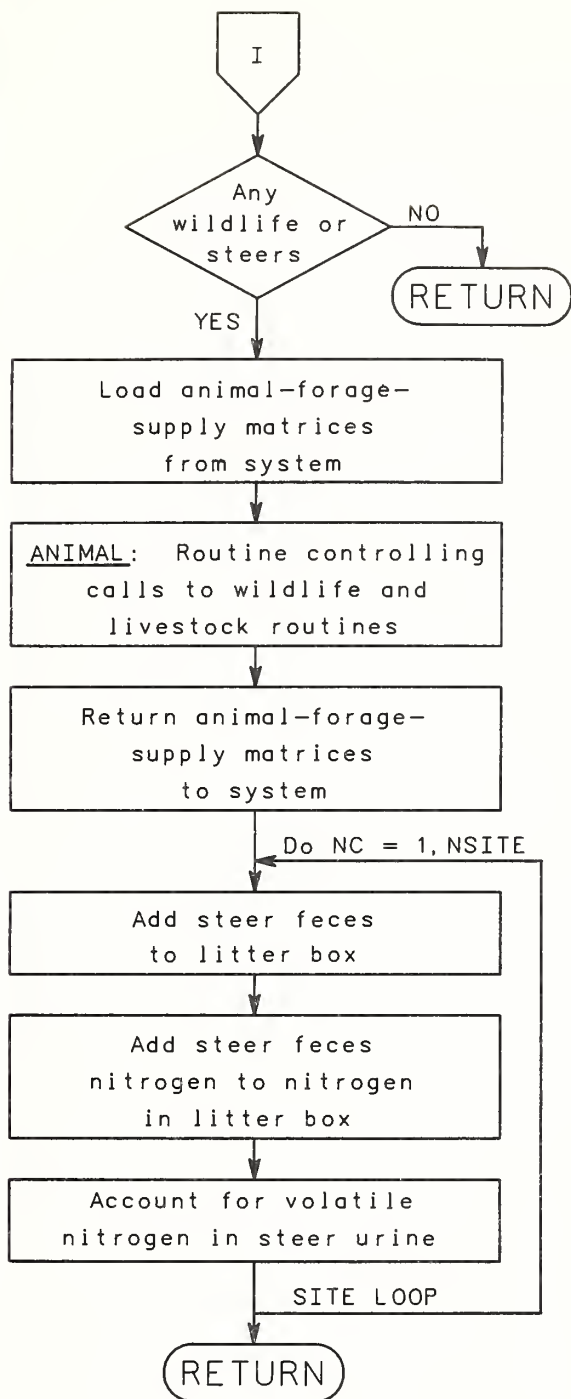 I
Any
wildlife or
steers
NO
RETURN
YES
Load animal-forage-
supply matrices
from system
ANIMAL: Routine controlling
calls to wildlife and
livestock routines
Return animal-forage-
supply matrices
to system
Do NC = 1, NSITE
Add steer feces
to litter box
Add steer feces
nitrogen to nitrogen
in litter box
Account for volatile
nitrogen in steer urine
SITE LOOP
RETURN